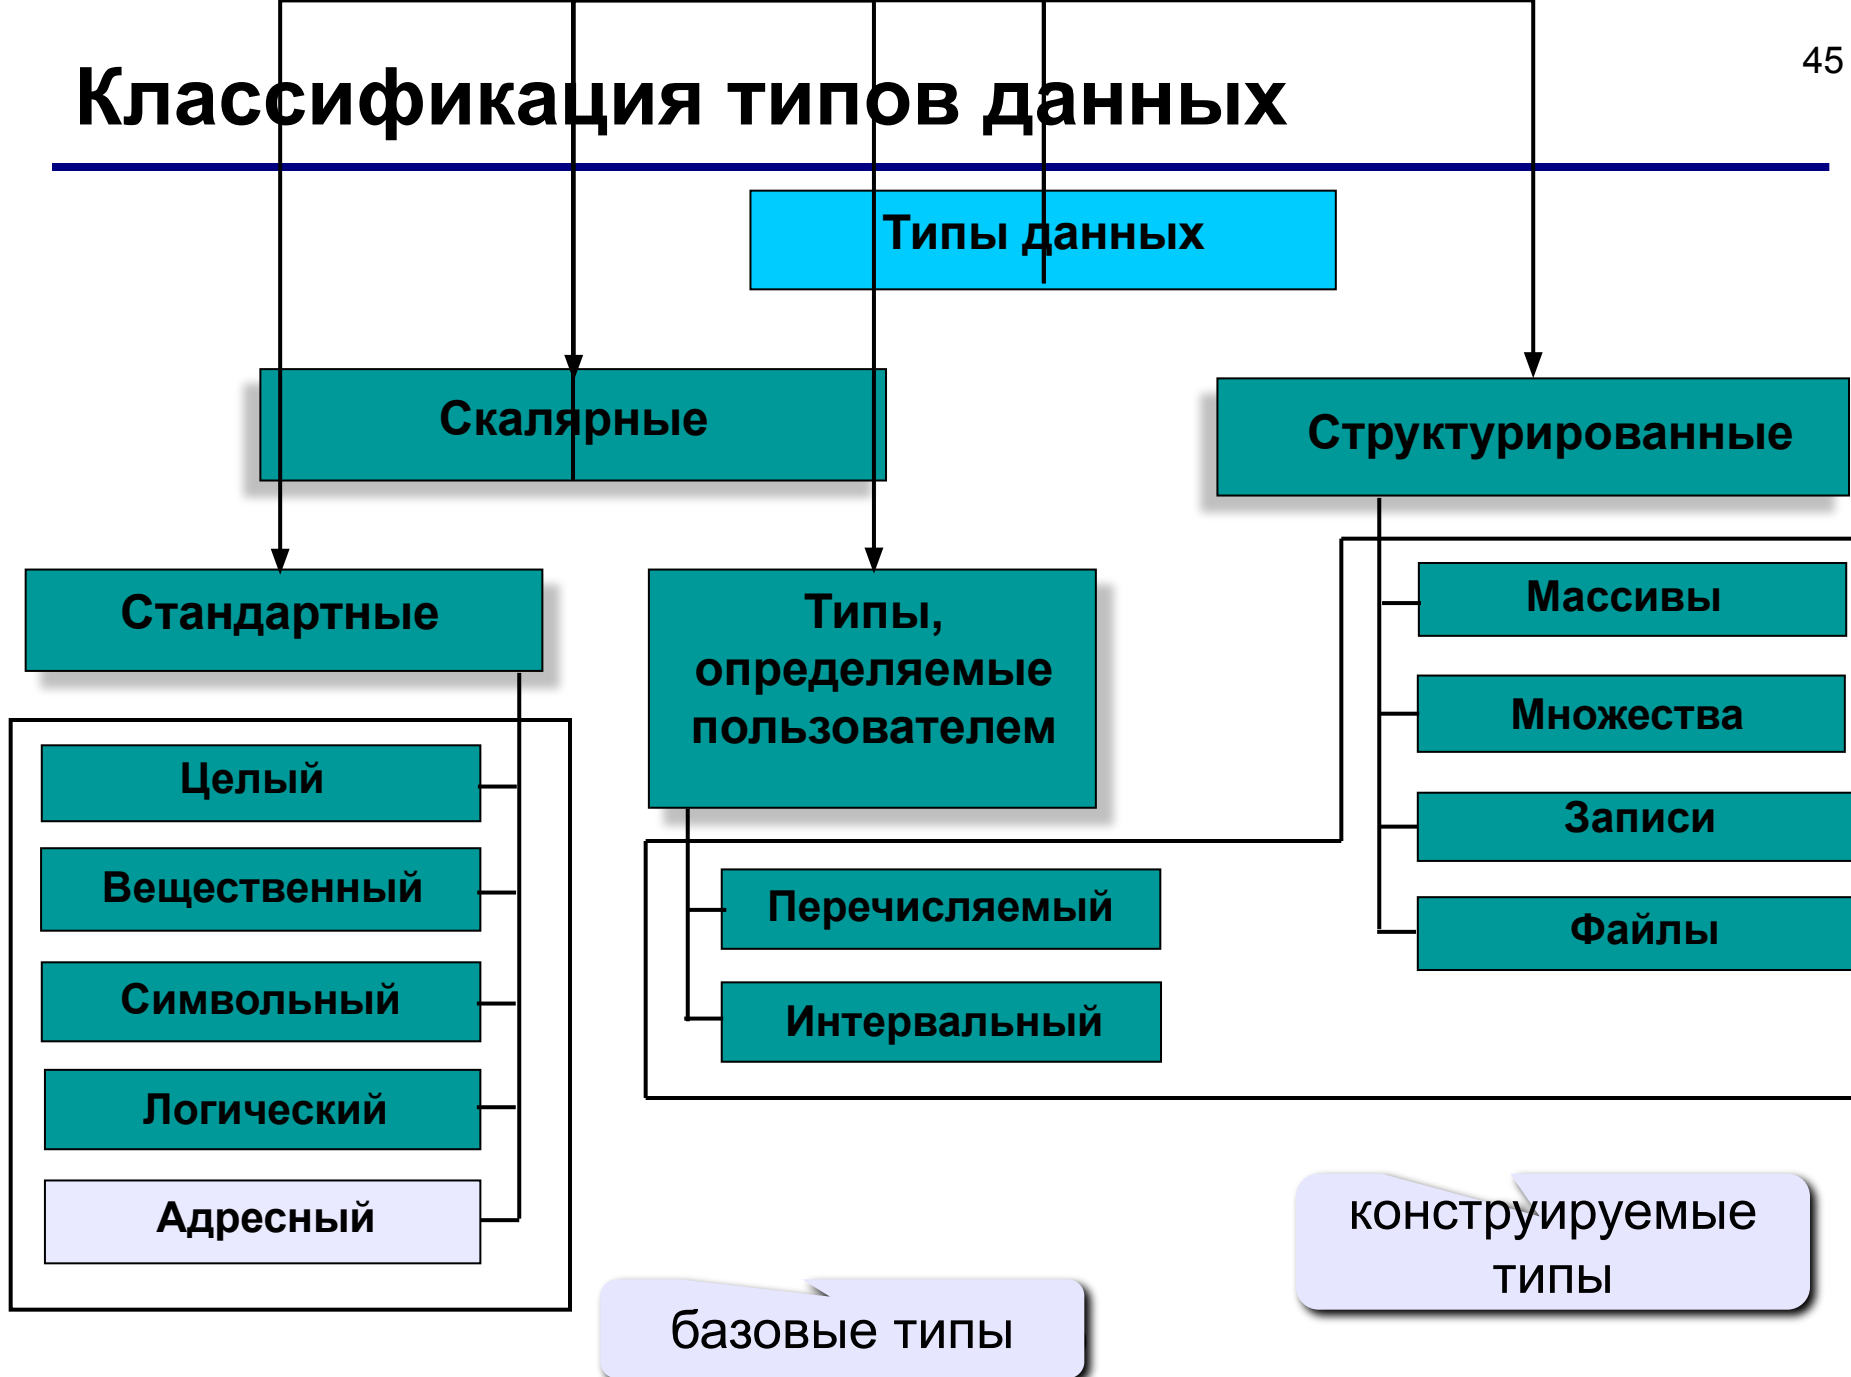 45
Классификация типов данных
Типы данных
Скалярные
Структурированные
Стандартные
Типы,
определяемые
пользователем
Целый
Вещественный
Символьный
Логический
Адресный
Перечисляемый
Интервальный
Массивы
Множества
Записи
Файлы
базовые типы
конструируемые
типы